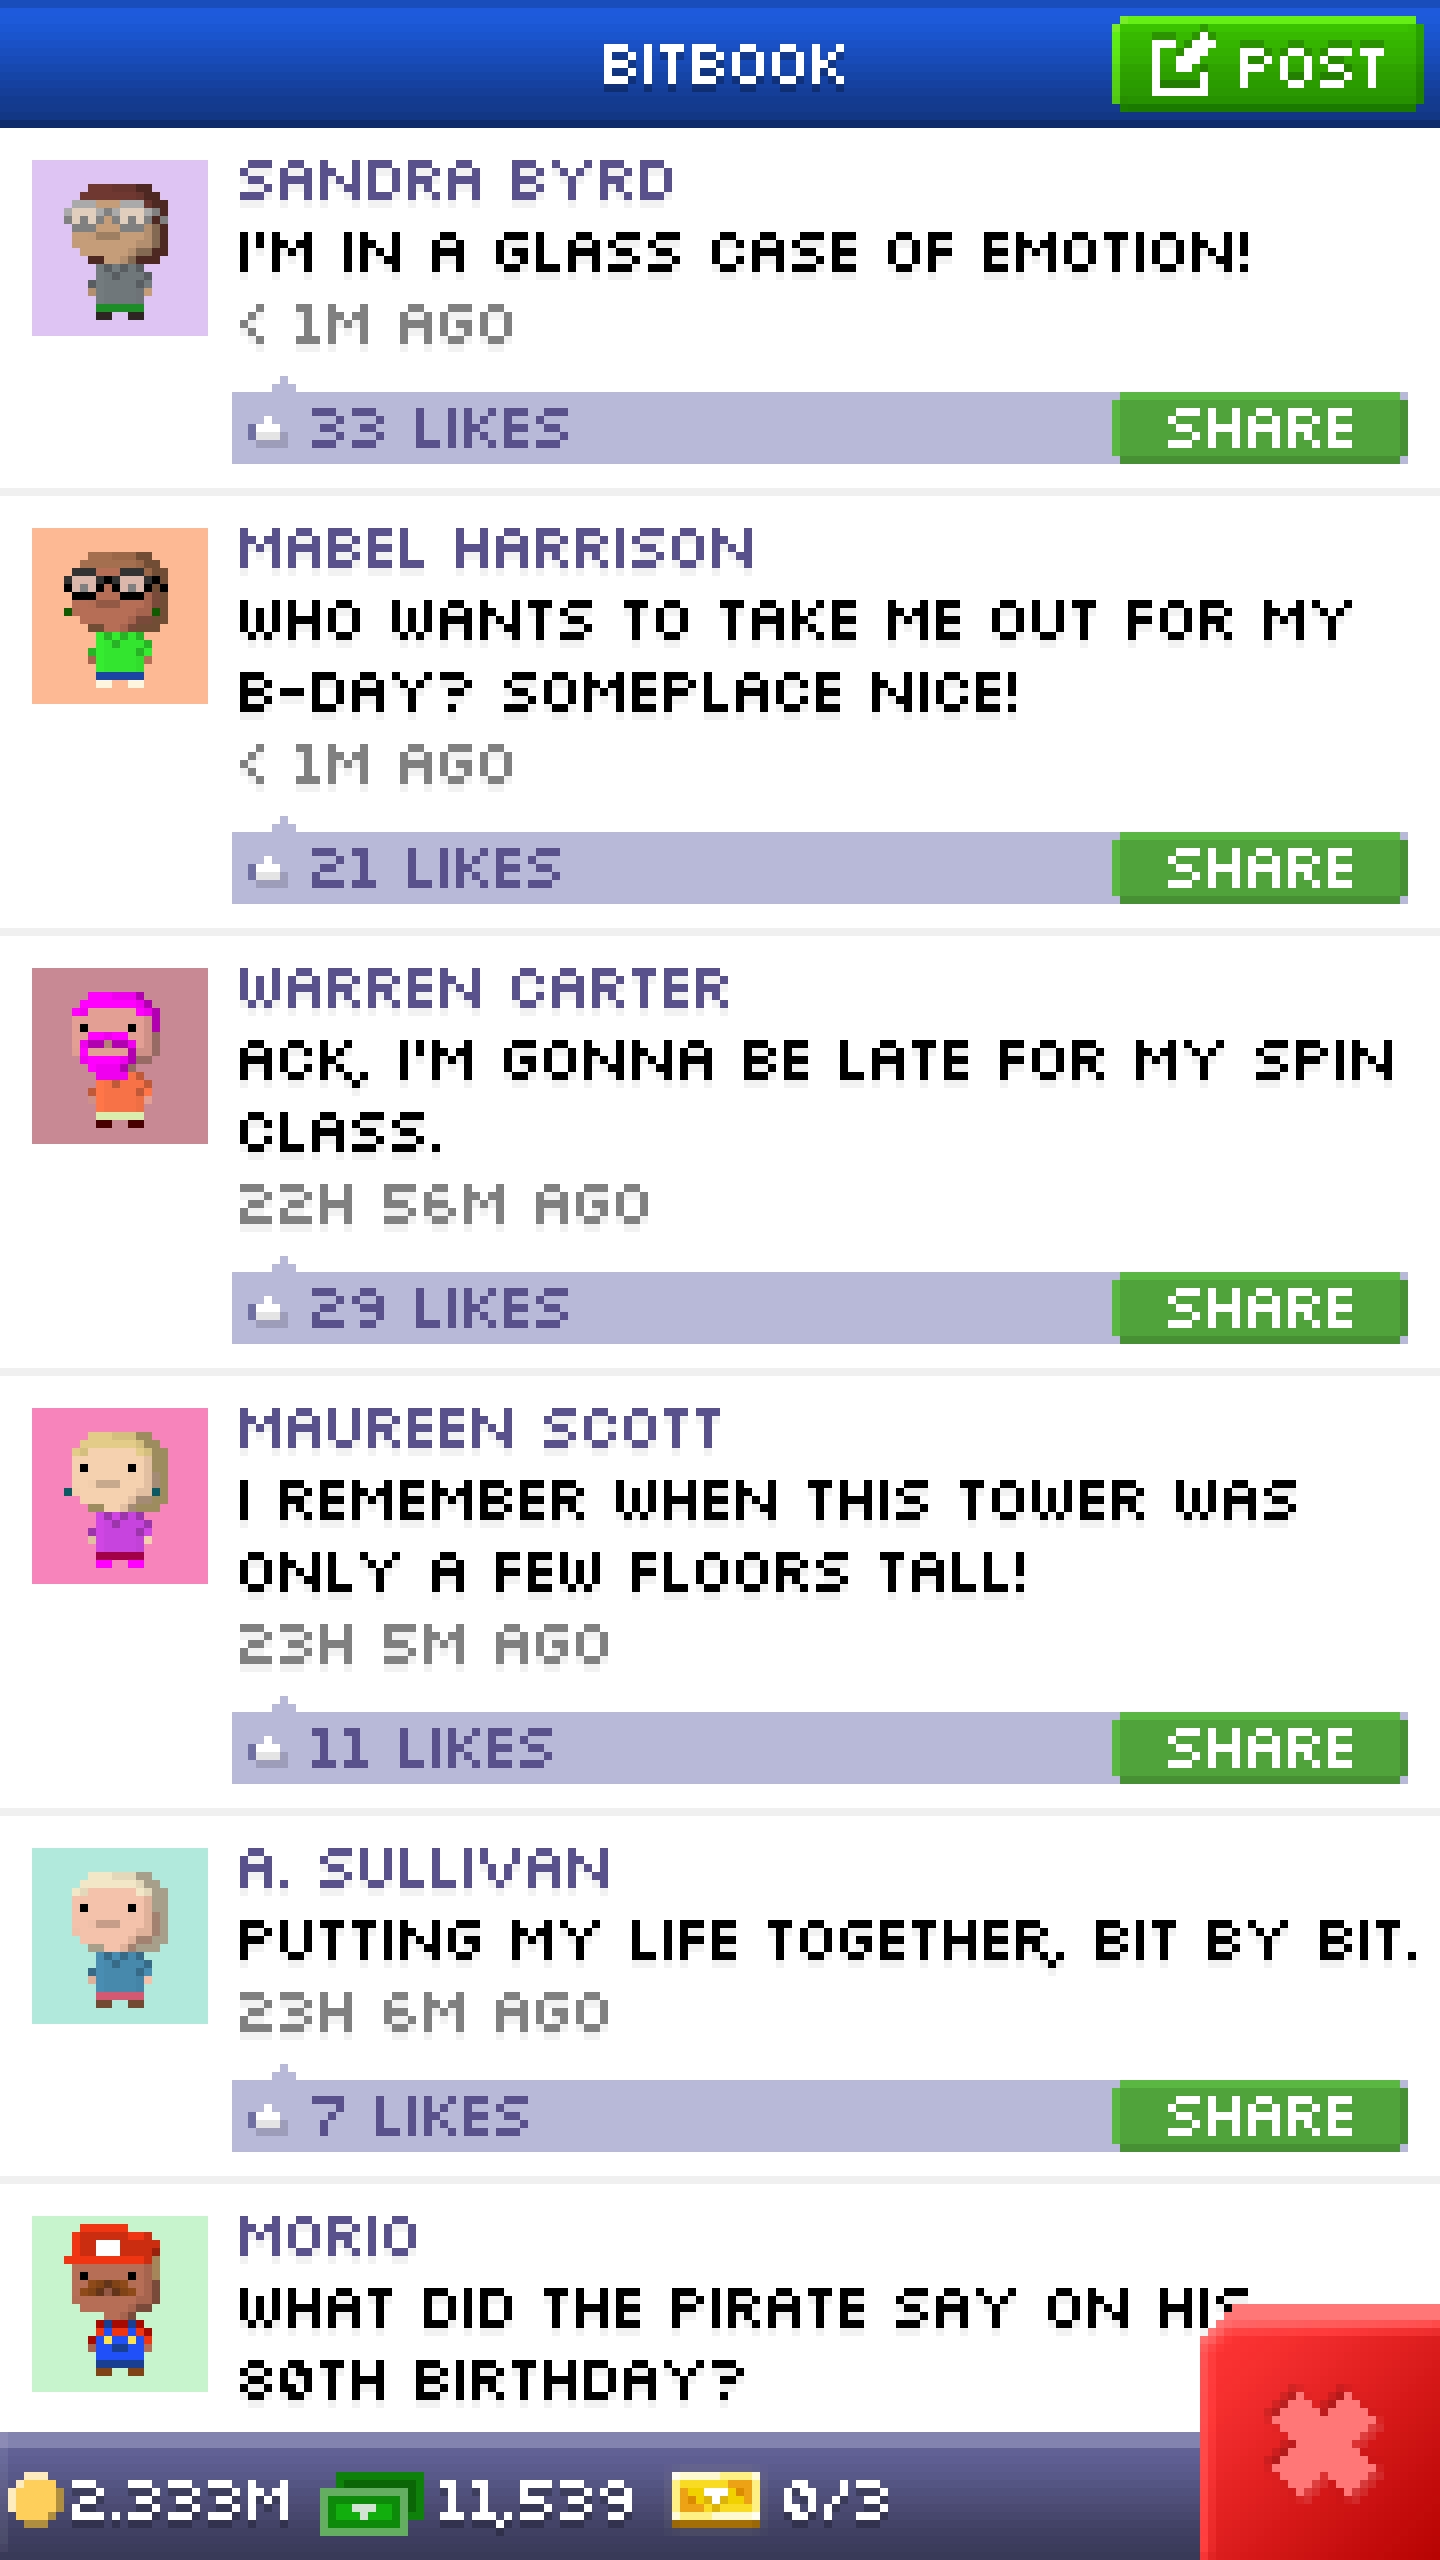 BITBOOK
POST
SANDRA BYRD
I'M IN A GLASS CASE OF EMOTION!
< 1M AGO
33 LIKES
SHARE
MABEL HARRISON
WHO WANTS TO TAKE ME OUT FOR MY
B-DAY? SOMEPLACE NICE!
< 1M AGO
21 LIKES
SHARE
WARREN CARTER
ACK, I'M GONNA BE LATE FOR MY SPIN
CLASS.
22H 56M AGO
29 LIKES
SHARE
MAUREEN SCOTT
I REMEMBER WHEN THIS TOWER WAS
ONLY A FEW FLOORS TALL!
23H 5M AGO
11 LIKES
SHARE
A. SULLIVAN
PUTTING MY LIFE TOGETHER, BIT BY BIT.
23H 6M AGO
7 LIKES
SHARE
MORIO
WHAT DID THE PIRATE SAY ON HIS
80TH BIRTHDAY?
2.333M
11,539
0/3